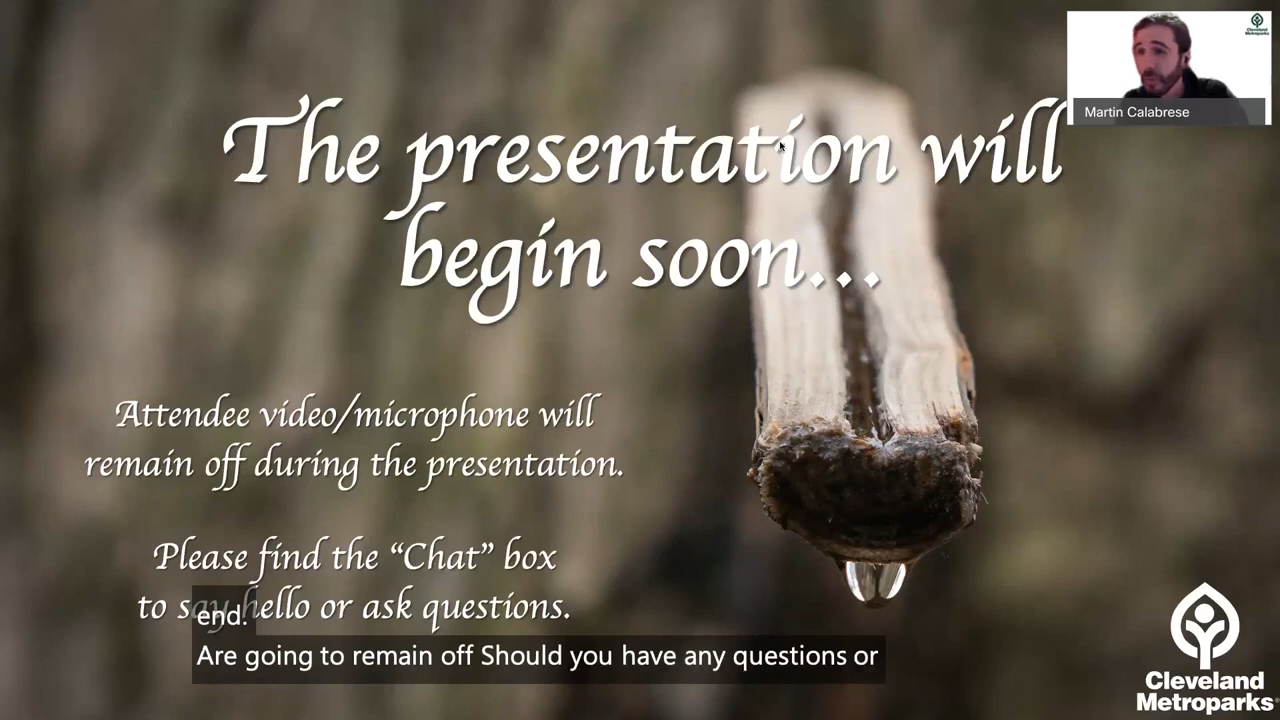 The presentation will
begin soon...
Attendee video/microphone will
remain off during the presentation.
Please find the “Chat” box
to say hello or ask questions.
end.
Are going to remain off Should you have any questions or
Martin Calabrese
Cleveland
Metroparks
Cleveland
Metroparks